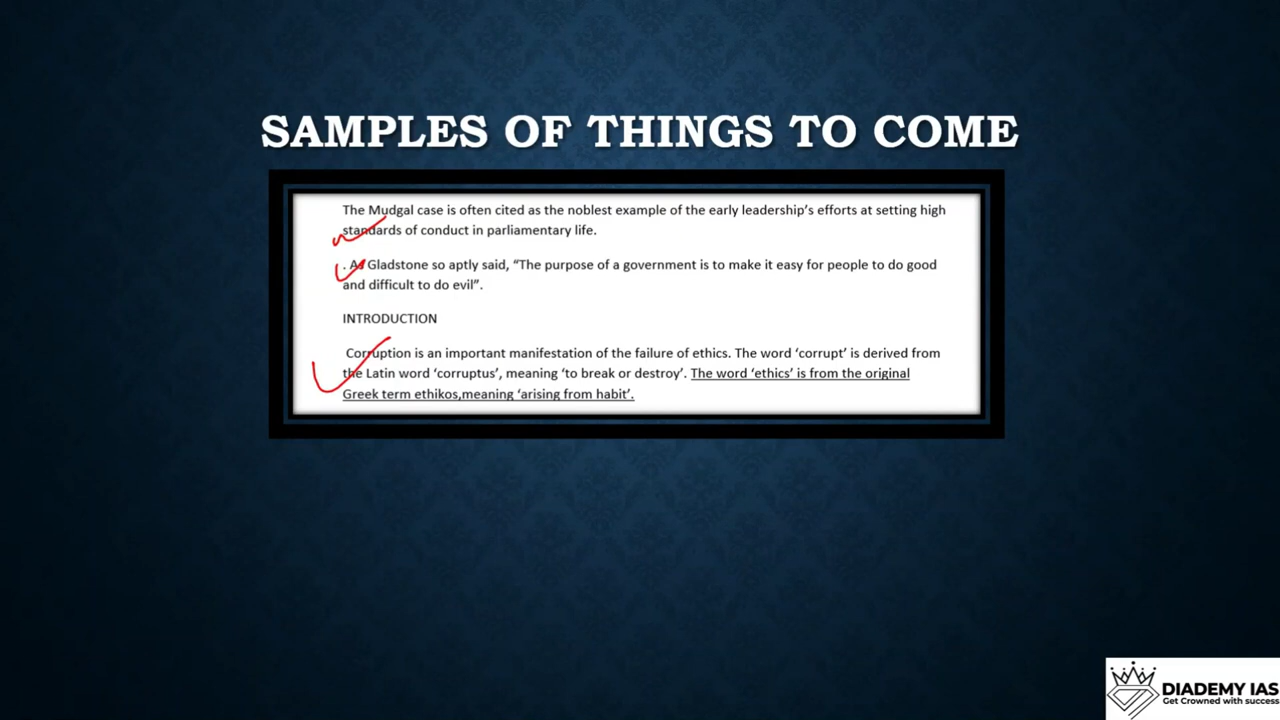 SAMPLES OF THINGS TO COME
The Mudgal case is often cited as the noblest example of the early leadership's efforts at setting high
standards of conduct in parliamentary life.
. As Gladstone so aptly said, “The purpose of a government is to make it easy for people to do good
and difficult to do evil”.
INTRODUCTION
Corruption is an important manifestation of the failure of ethics. The word ‘corrupt’ is derived from
the Latin word ‘corruptus’, meaning ‘to break or destroy’. The word ‘ethics’ is from the original
Greek term ethikos,meaning ‘arising from habit’.
DIADEMY IAS
Get Crowned with success